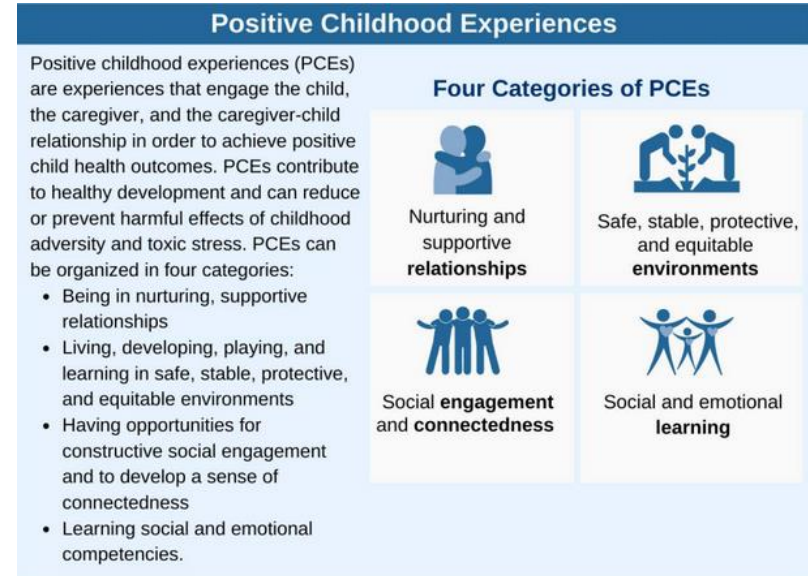 Positive Childhood Experiences
Positive childhood experiences (PCEs)
are experiences that engage the child,
the caregiver, and the caregiver-child
relationship in order to achieve positive
child health outcomes. PCEs contribute
to healthy development and can reduce
or prevent harmful effects of childhood
adversity and toxic stress. PCEs can
be organized in four categories:
• Being in nurturing, supportive
relationships
• Living, developing, playing, and
learning in safe, stable, protective,
and equitable environments
• Having opportunities for
constructive social engagement
and to develop a sense of
connectedness
• Learning social and emotional
competencies.
Four Categories of PCEs
Nurturing and
supportive
relationships
Safe, stable, protective,
and equitable
environments
Social engagement
and connectedness
Social and emotional
learning